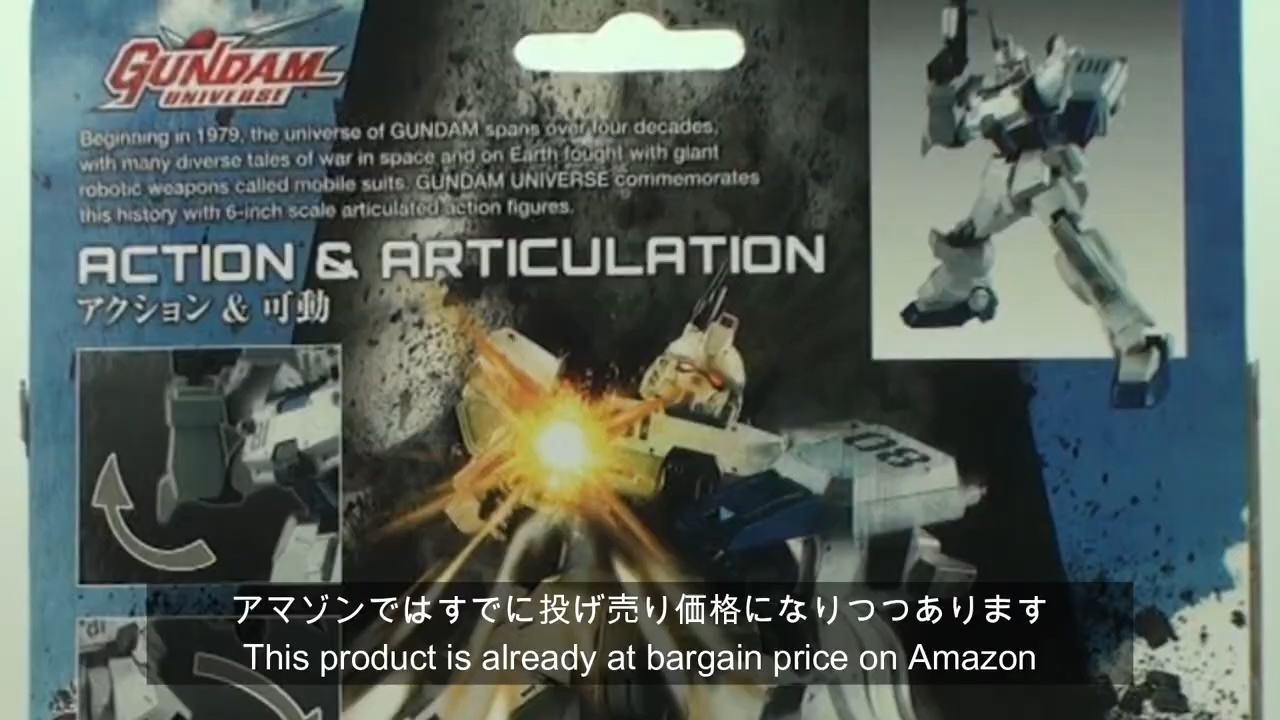 GUNDAM
UNIVERSE
Beginning in 1979, the universe of GUNDAM spans over four decades,
with many diverse tales of war in space and on Earth fought with giant
robotic weapons called mobile suits. GUNDAM UNIVERSE commemorates
this history with 6-inch scale articulated action figures.
ACTION & ARTICULATION
アクション & 可動
08
08
アマゾンではすでに投げ売り価格になりつつあります
This product is already at bargain price on Amazon